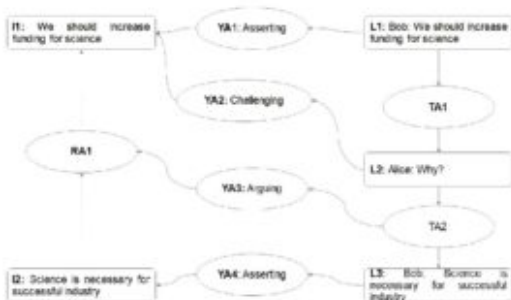 I1: We should increase
funding for science
YA1: Asserting
L1: Bob: We should increase
funding for science
YA2: Challenging
TA1
RA1
L2: Alice: Why?
YA3: Arguing
TA2
I2: Science is necessary for
successful industry
YA4: Asserting
L3: Bob: Science is
necessary for successful
industry